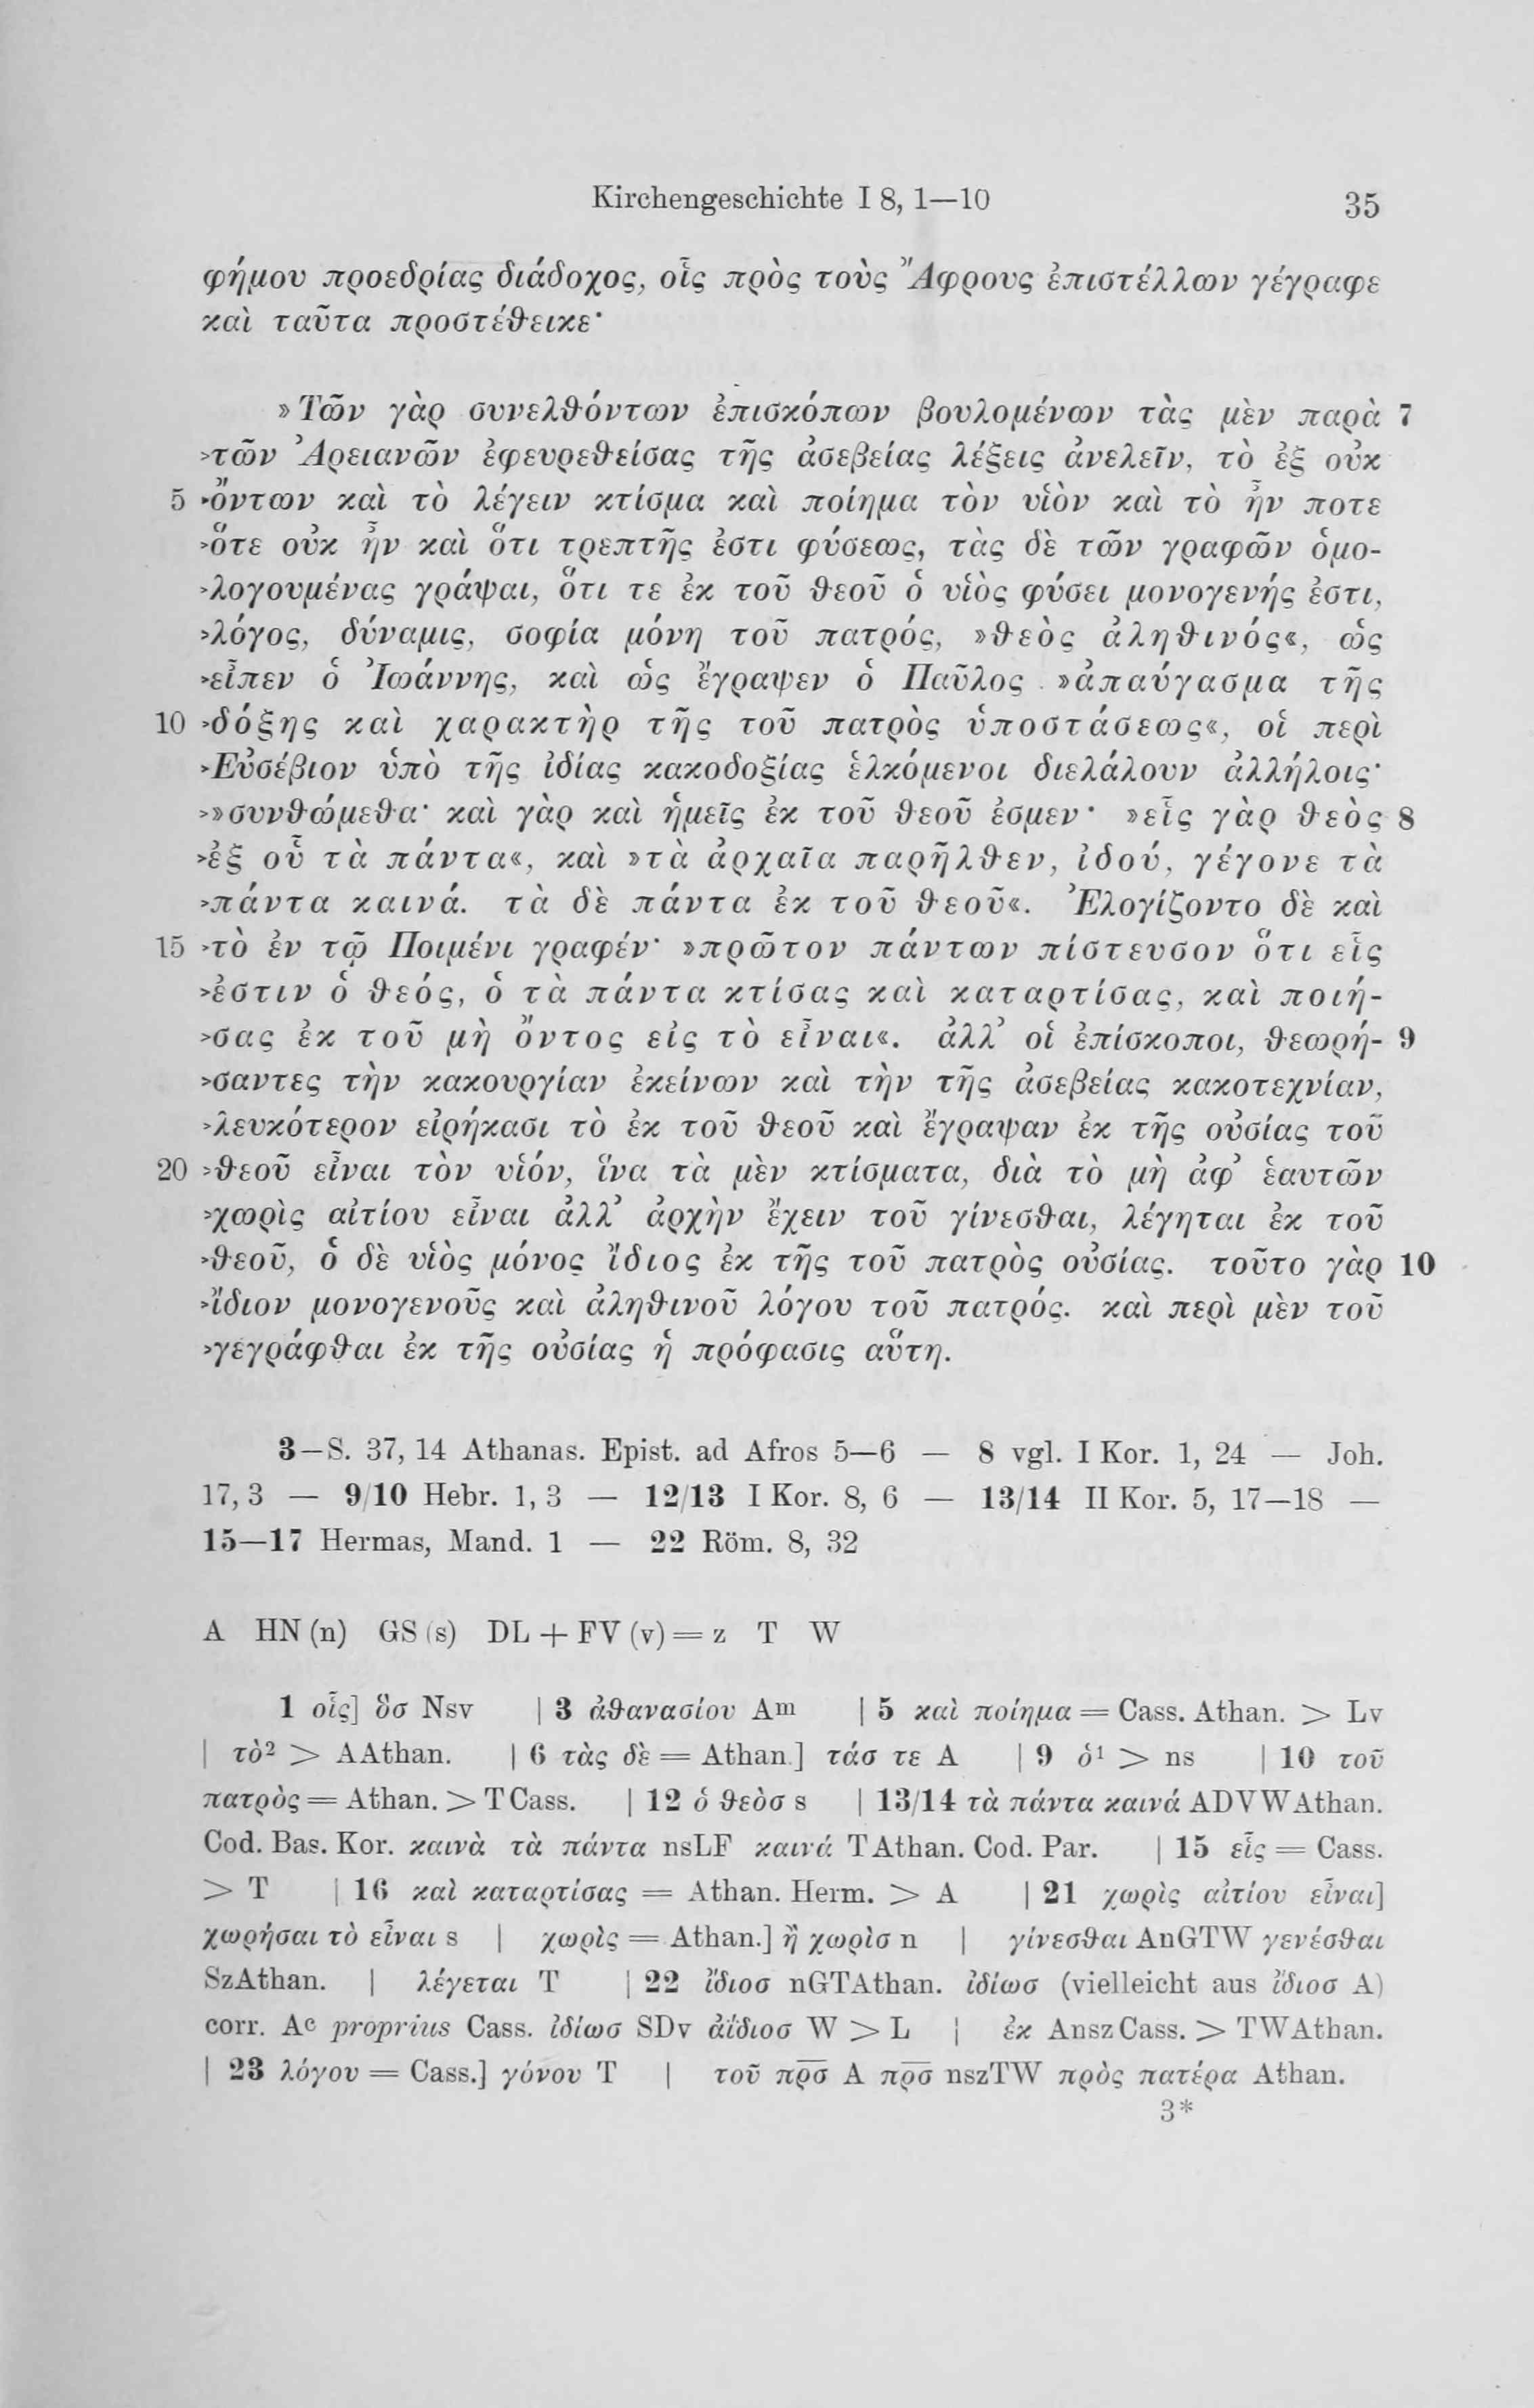 Kirchengeschichte I 8, 1—10 35
φήμου προεδρίας διάδοχος, οἷς πρὸς τοὺς Ἄφρους ἐπιστέλλων γέγραφε
καὶ ταῦτα προστέθεικε·
»Τῶν γὰρ συνελθόντων ἐπισκόπων βουλομένων τὰς μὲν παρὰ 7
›τῶν Ἀρειανῶν ἐφευρεθείσας τῆς ἀσεβείας λέξεις ἀνελεῖν, τὸ ἐξ οὐκ
5 ›ὄντων καὶ τὸ λέγειν κτίσμα καὶ ποίημα τὸν υἱὸν καὶ τὸ ἦν ποτε
›ὅτε οὐκ ἦν καὶ ὅτι τρεπτῆς ἐστι φύσεως, τὰς δὲ τῶν γραφῶν ὁμο-
›λογουμένας γράψαι, ὅτι τε ἐκ τοῦ θεοῦ ὁ υἱὸς φύσει μονογενής ἐστι,
›λόγος, δύναμις, σοφία μόνη τοῦ πατρός, »θεὸς ἀληθινός«, ὡς
›εἶπεν ὁ Ἰωάννης, καὶ ὡς ἔγραψεν ὁ Παῦλος »ἀπαύγασμα τῆς
10 ›δόξης καὶ χαρακτὴρ τῆς τοῦ πατρὸς ὑποστάσεως«, οἱ περὶ
›Εὐσέβιον ὑπὸ τῆς ἰδίας κακοδοξίας ἑλκόμενοι διελάλουν ἀλλήλοις·
›»συνθώμεθα· καὶ γὰρ καὶ ἡμεῖς ἐκ τοῦ θεοῦ ἐσμεν· »εἷς γὰρ θεὸς 8
›ἐξ οὗ τὰ πάντα«, καὶ »τὰ ἀρχαῖα παρῆλθεν, ἰδού, γέγονε τὰ
›πάντα καινά. τὰ δὲ πάντα ἐκ τοῦ θεοῦ«. Ἐλογίζοντο δὲ καὶ
15 ›τὸ ἐν τῷ Ποιμένι γραφέν· »πρῶτον πάντων πίστευσον ὅτι εἷς
›ἐστιν ὁ θεός, ὁ τὰ πάντα κτίσας καὶ καταρτίσας, καὶ ποιή-
›σας ἐκ τοῦ μὴ ὄντος εἰς τὸ εἶναι«. ἀλλ’ οἱ ἐπίσκοποι, θεωρή- 9
›σαντες τὴν κακουργίαν ἐκείνων καὶ τὴν τῆς ἀσεβείας κακοτεχνίαν,
›λευκότερον εἰρήκασι τὸ ἐκ τοῦ θεοῦ καὶ ἔγραψαν ἐκ τῆς οὐσίας τοῦ
20 ›θεοῦ εἶναι τὸν υἱόν, ἵνα τὰ μὲν κτίσματα, διὰ τὸ μὴ ἀφ’ ἑαυτῶν
›χωρὶς αἰτίου εἶναι ἀλλ’ ἀρχὴν ἔχειν τοῦ γίνεσθαι, λέγηται ἐκ τοῦ
›θεοῦ, ὁ δὲ υἱὸς μόνος ἴδιος ἐκ τῆς τοῦ πατρὸς οὐσίας. τοῦτο γὰρ 10
›ἴδιον μονογενοῦς καὶ ἀληθινοῦ λόγου τοῦ πατρός. καὶ περὶ μὲν τοῦ
›γεγράφθαι ἐκ τῆς οὐσίας ἡ πρόφασις αὕτη.
3—S. 37, 14 Athanas. Epist. ad Afros 5—6 — 8 vgl. I Kor. 1, 24 — Joh.
17, 3 — 9/10 Hebr. 1, 3 — 12/13 I Kor. 8, 6 — 13/14 II Kor. 5, 17—18 —
15—17 Hermas, Mand. 1 — 22 Röm. 8, 32
A HN (n) GS (s) DL + FV (v) = z T W
1 οἷς] ὃσ Nsv | 3 ἀθανασίου Aᵐ | 5 καὶ ποίημα = Cass. Athan. > Lv
| τὸ² > AAthan. | 6 τὰς δὲ = Athan.] τάσ τε A | 9 ὁ¹ > ns | 10 τοῦ
πατρὸς = Athan. > TCass. | 12 ὁ θεὸσ s | 13/14 τὰ πάντα καινά ADVWAthan.
Cod. Bas. Kor. καινὰ τὰ πάντα nsLF καινά TAthan. Cod. Par. | 15 εἷς = Cass.
> T | 16 καὶ καταρτίσας = Athan. Herm. > A | 21 χωρὶς αἰτίου εἶναι]
χωρήσαι τὸ εἶναι s | χωρὶς = Athan.] ἢ χωρὶσ n | γίνεσθαι AnGTW γενέσθαι
SzAthan. | λέγεται T | 22 ἴδιοσ nGTAthan. ἰδίωσ (vielleicht aus ἴδιοσ A)
corr. Aᶜ proprius Cass. ἰδίωσ SDv ἀΐδιοσ W > L | ἐκ AnszCass. > TWAthan.
| 23 λόγου = Cass.] γόνου T | τοῦ π̅ρ̅σ̅ A π̅ρ̅σ̅ nszTW πρὸς πατέρα Athan.
3*